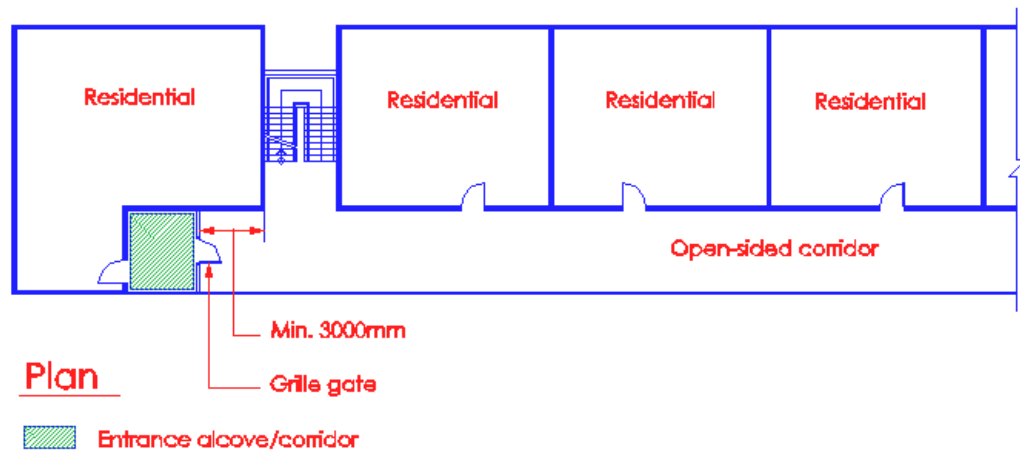 Residential
Residential
Residential
Residential
Open-sided corridor
Min. 3000mm
Grille gate
Plan
Entrance alcove/corridor